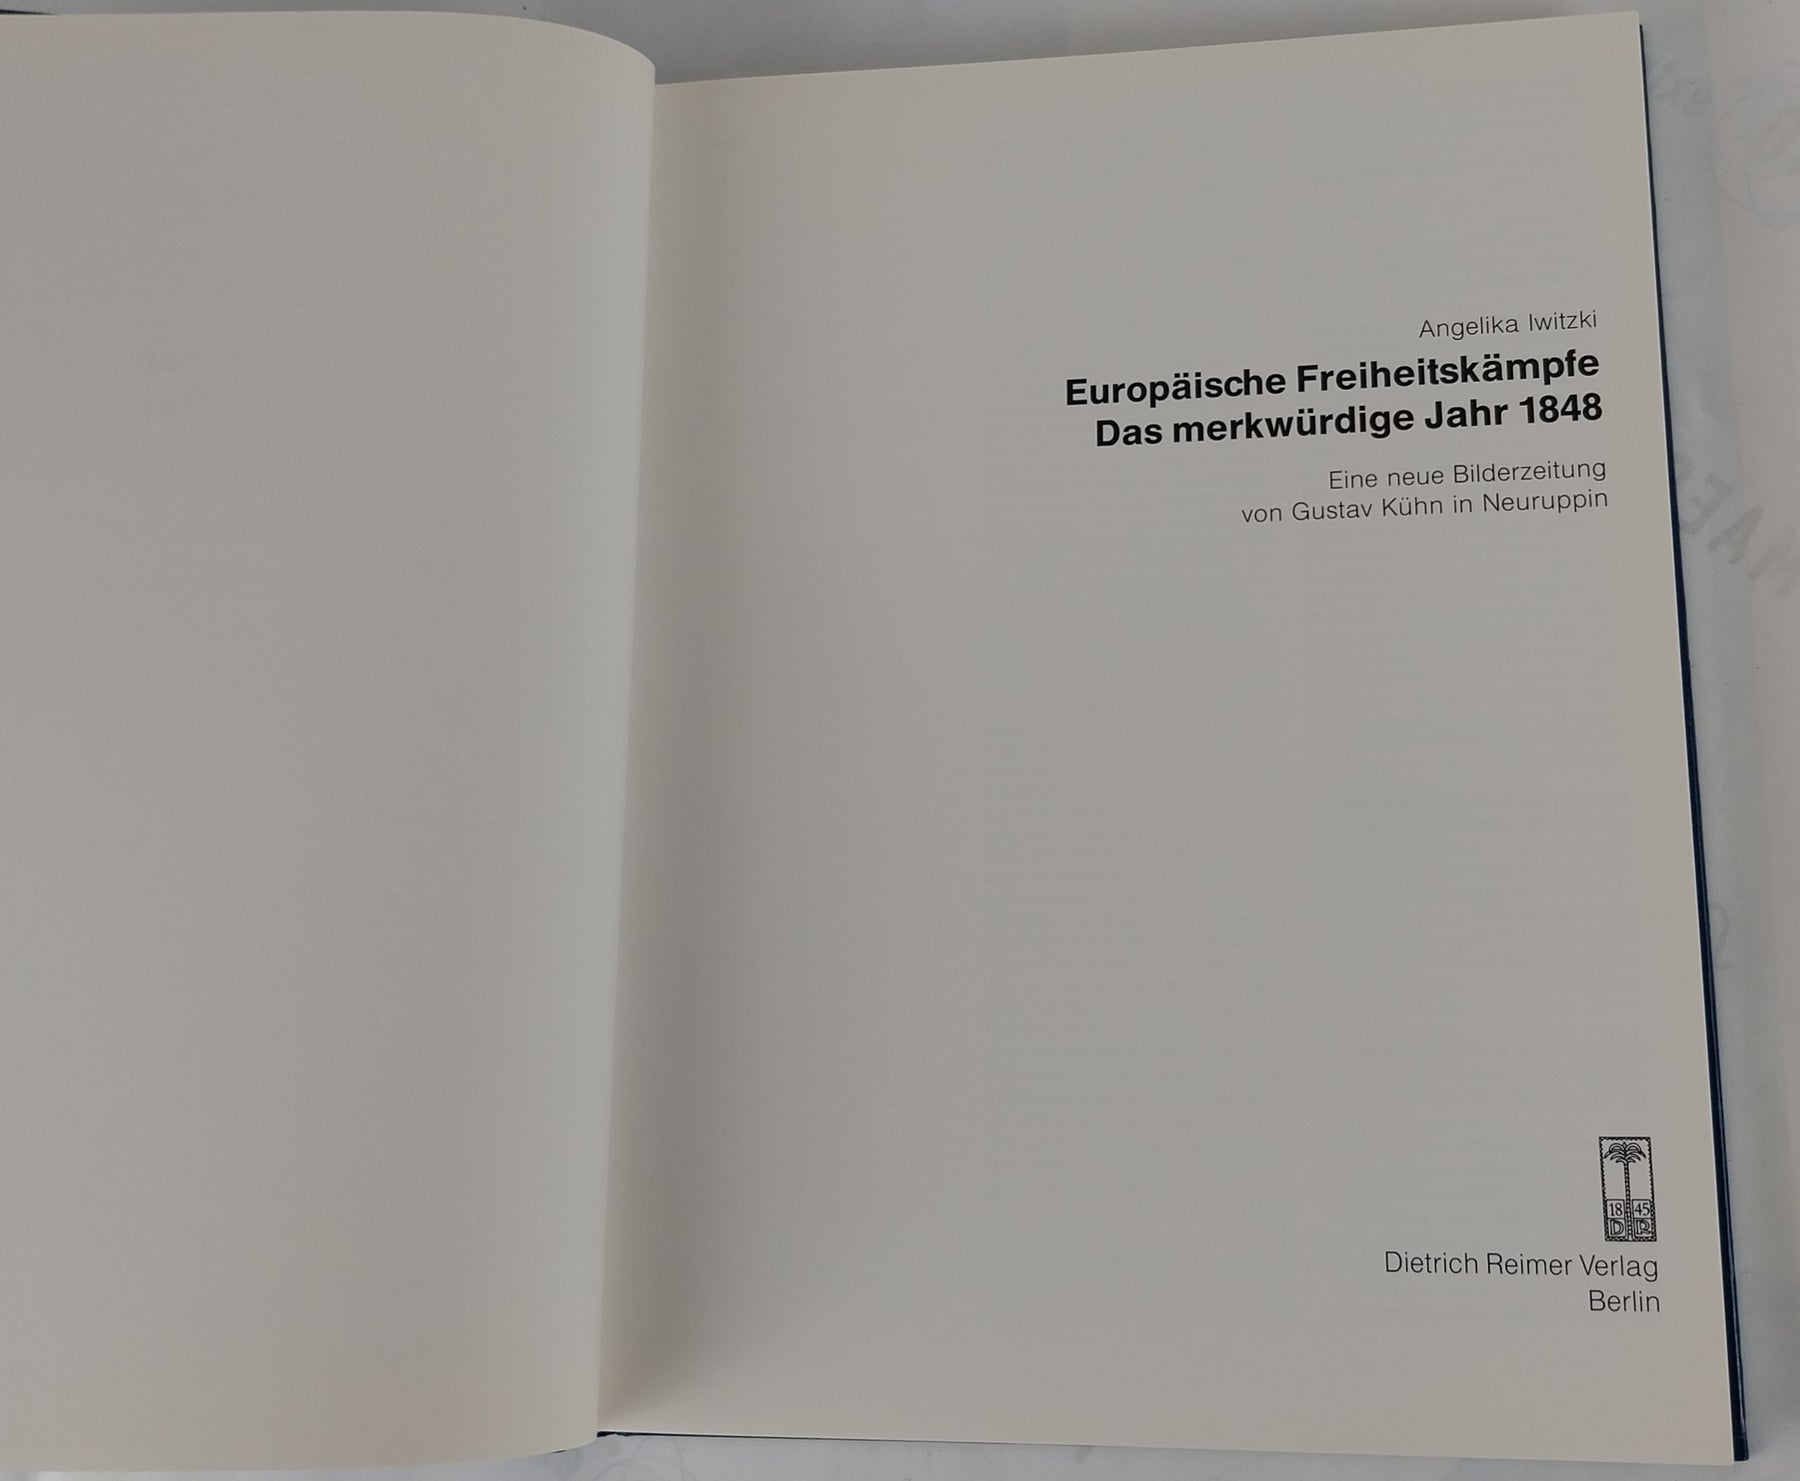 Angelika Iwitzki
Europäische Freiheitskämpfe
Das merkwürdige Jahr 1848
Eine neue Bilderzeitung
von Gustav Kühn in Neuruppin
18 45
D R
Dietrich Reimer Verlag
Berlin